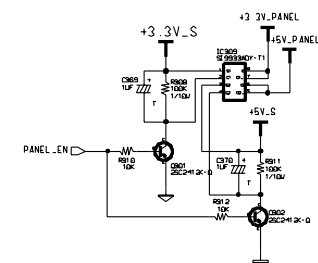 +3.3V_S
+3 3V_PANEL
+5V_PANEL
IC309
SI9933ADY-T1
C369
1UF
+
T
R908
100K
1/10W
+5V_S
PANEL_EN
R910
10K
Q901
2SC2412K-Q
C370
1UF
+
T
R911
100K
1/10W
R912
10K
Q902
2SC2412K-Q